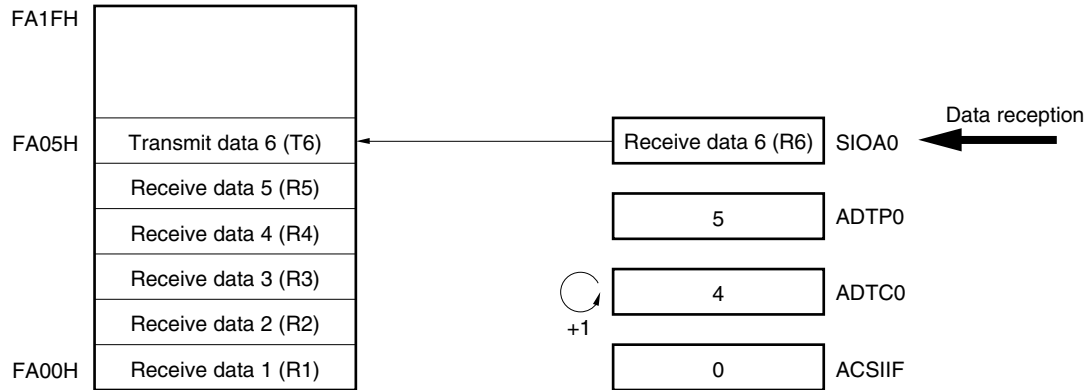 FA1FH
Data reception
FA05H
Transmit data 6 (T6)
Receive data 6 (R6)
SIOA0
Receive data 5 (R5)
5
ADTP0
Receive data 4 (R4)
Receive data 3 (R3)
4
ADTC0
+1
Receive data 2 (R2)
FA00H
Receive data 1 (R1)
0
ACSIIF